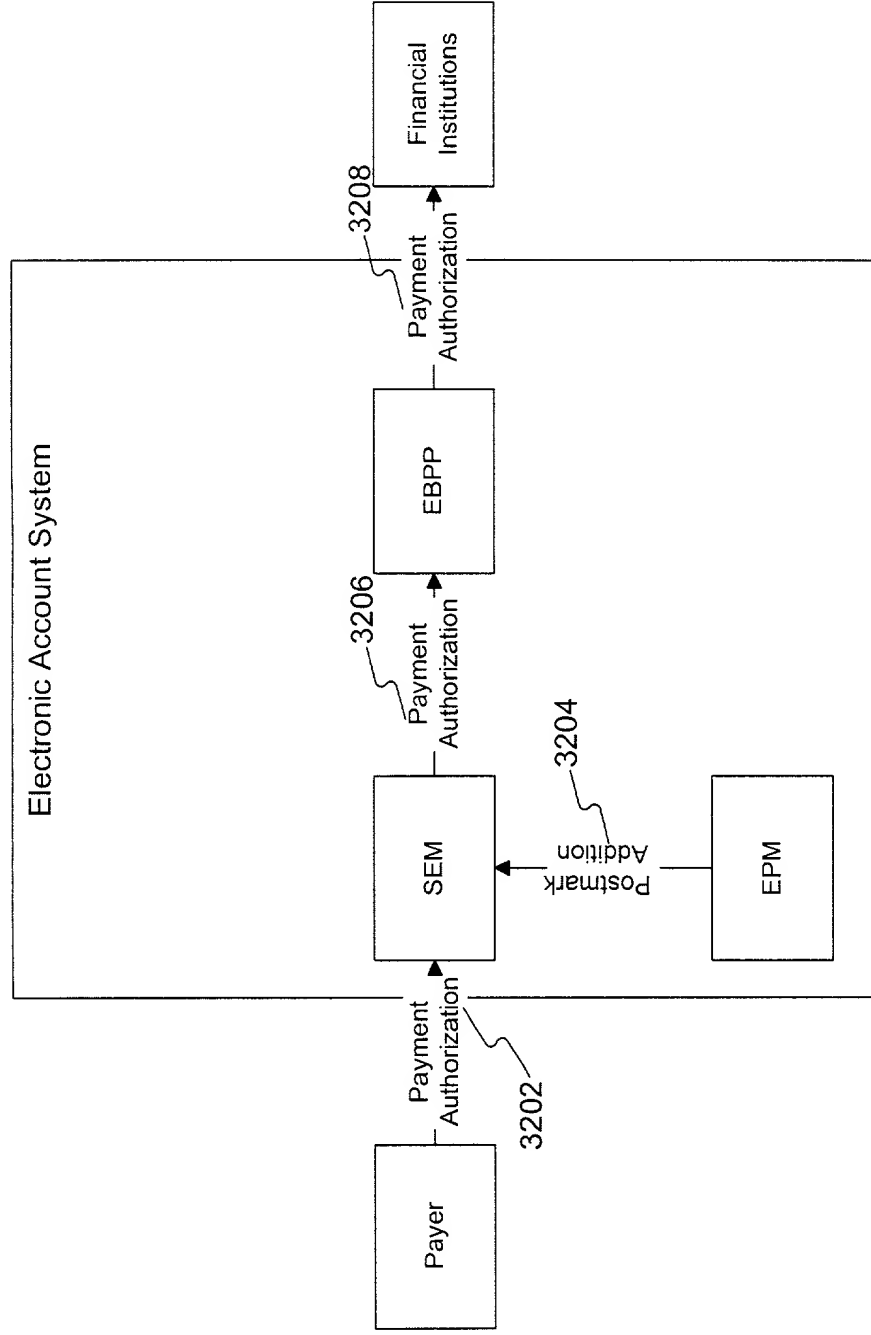 Electronic Account System
Payer
Payment
Authorization
3202
SEM
Postmark
Addition
3204
EPM
Payment
Authorization
3206
EBPP
Payment
Authorization
3208
Financial
Institutions